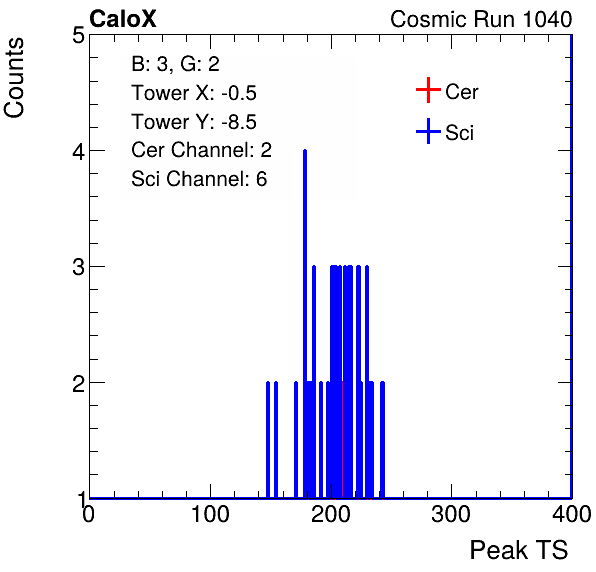 CaloX
Cosmic Run 1040
Counts
5
4
3
2
1
B: 3, G: 2
Tower X: -0.5
Tower Y: -8.5
Cer Channel: 2
Sci Channel: 6
Cer
Sci
0
100
200
300
400
Peak TS